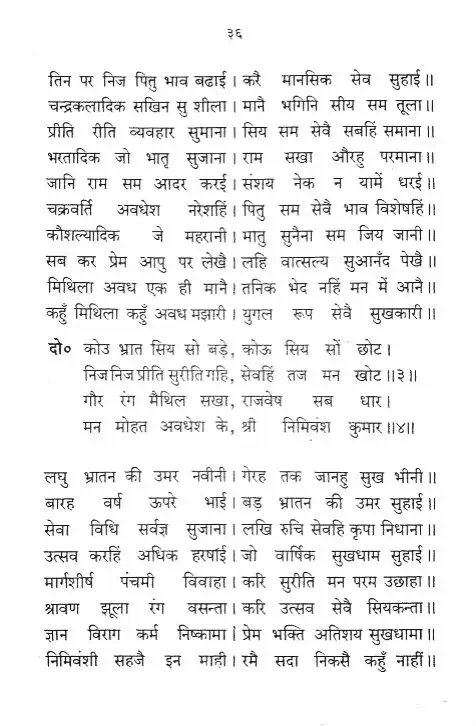 ३६
तिन पर निज पितु भाव बढाई। करै मानसिक सेव सुहाई॥
चन्द्रकलादिक सखिन सु शीला। मानै भगिनि सीय सम तूला॥
प्रीति रीति व्यवहार सुमाना। सिय सम सेवै सबहिं समाना॥
भरतादिक जो भातृ सुजाना। राम सखा औरहु परमाना॥
जानि राम सम आदर करई। संशय नेक न यामें धरई॥
चक्रवर्ति अवधेश नरेशहिं। पितु सम सेवै भाव विशेषहिं॥
कौशल्यादिक जे महरानी। मातु सुनैना सम जिय जानी॥
सब कर प्रेम आपु पर लेखै। लहि वात्सल्य सुआनँद पेखै॥
मिथिला अवध एक ही मानै। तनिक भेद नहिं मन में आनै॥
कहुँ मिथिला कहुँ अवध मझारी। युगल रूप सेवै सुखकारी॥
दो० कोउ भ्रात सिय सो बड़े, कोऊ सिय सों छोट।
निज निज प्रीति सुरीति गहि, सेवहिं तज मन खोट॥३॥
गौर रंग मैथिल सखा, राजवेष सब धार।
मन मोहत अवधेश के, श्री निमिवंश कुमार॥४॥
लघु भ्रातन की उमर नवीनी। गेरह तक जानहु सुख भीनी॥
बारह वर्ष ऊपरे भाई। बड़ भ्रातन की उमर सुहाई॥
सेवा विधि सर्वज्ञ सुजाना। लखि रुचि सेवहि कृपा निधाना॥
उत्सव करहिं अधिक हरषाई। जो वार्षिक सुखधाम सुहाई॥
मार्गशीर्ष पंचमी विवाहा। करि सुरीति मन परम उछाहा॥
श्रावण झूला रंग वसन्ता। करि उत्सव सेवै सियकन्ता॥
ज्ञान विराग कर्म निष्कामा। प्रेम भक्ति अतिशय सुखधामा॥
निमिवंशी सहजै इन माही। रमै सदा निकसै कहुँ नाहीं॥